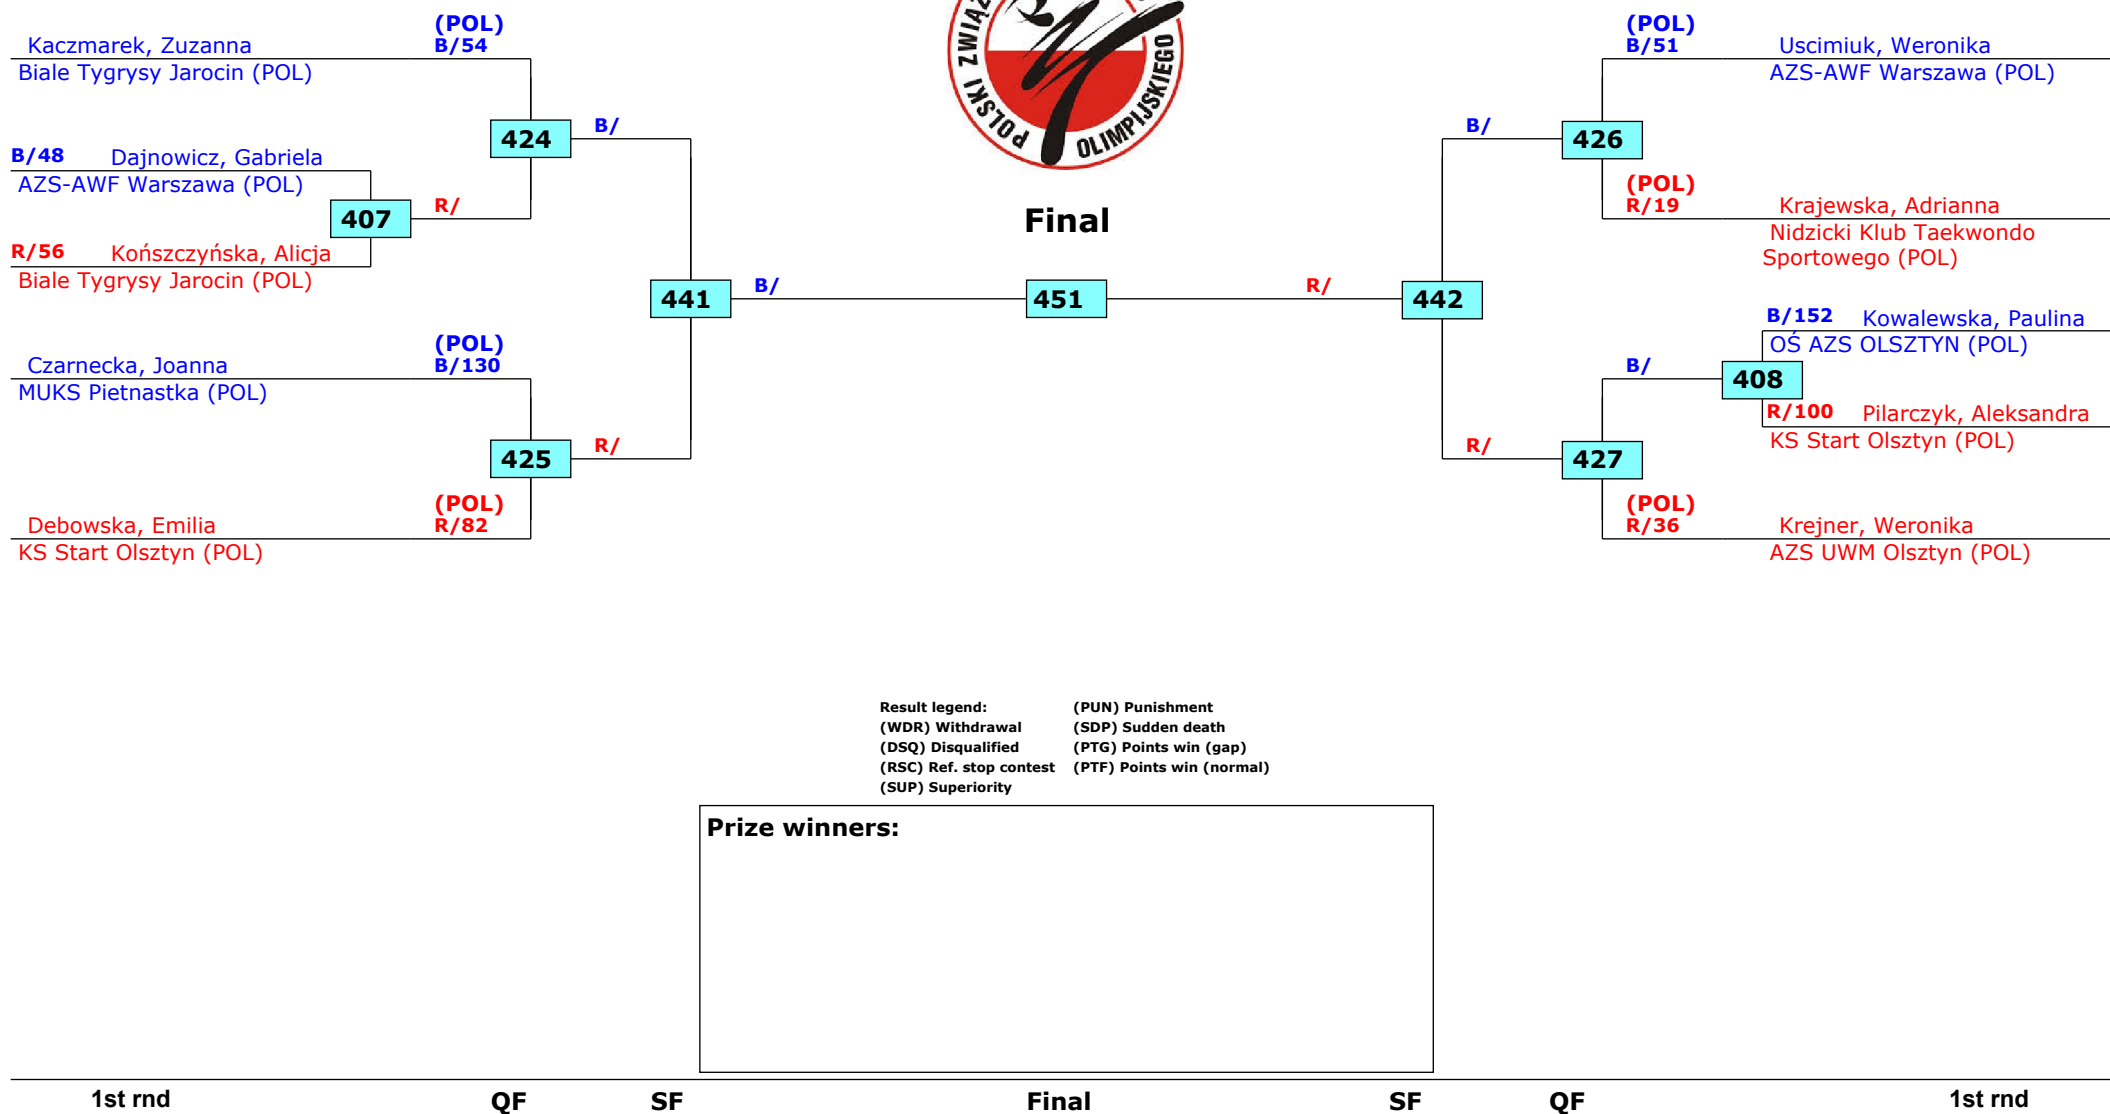 POLSKI ZWIĄZ
OLIMPIJSKIEGO
(POL)
Kaczmarek, Zuzanna B/54
Biale Tygrysy Jarocin (POL)
424
B/
B/48 Dajnowicz, Gabriela
AZS-AWF Warszawa (POL)
407
R/
R/56 Kończczyńska, Alicja
Biale Tygrysy Jarocin (POL)
441
B/
(POL)
Czarnecka, Joanna B/130
MUKS Pietnastka (POL)
425
R/
(POL)
Debowska, Emilia R/82
KS Start Olsztyn (POL)
Final
451
(POL)
B/51 Uscimiuk, Weronika
AZS-AWF Warszawa (POL)
B/
426
(POL)
R/19 Krajewska, Adrianna
Nidzicki Klub Taekwondo
Sportowego (POL)
R/
442
B/152 Kowalewska, Paulina
OŚ AZS OLSZTYN (POL)
B/
408
R/100 Pilarczyk, Aleksandra
KS Start Olsztyn (POL)
R/
427
(POL)
R/36 Krejner, Weronika
AZS UWM Olsztyn (POL)
Result legend: (PUN) Punishment
(WDR) Withdrawal (SDP) Sudden death
(DSQ) Disqualified (PTG) Points win (gap)
(RSC) Ref. stop contest (PTF) Points win (normal)
(SUP) Superiority
Prize winners:
1st rnd QF SF Final SF QF 1st rnd